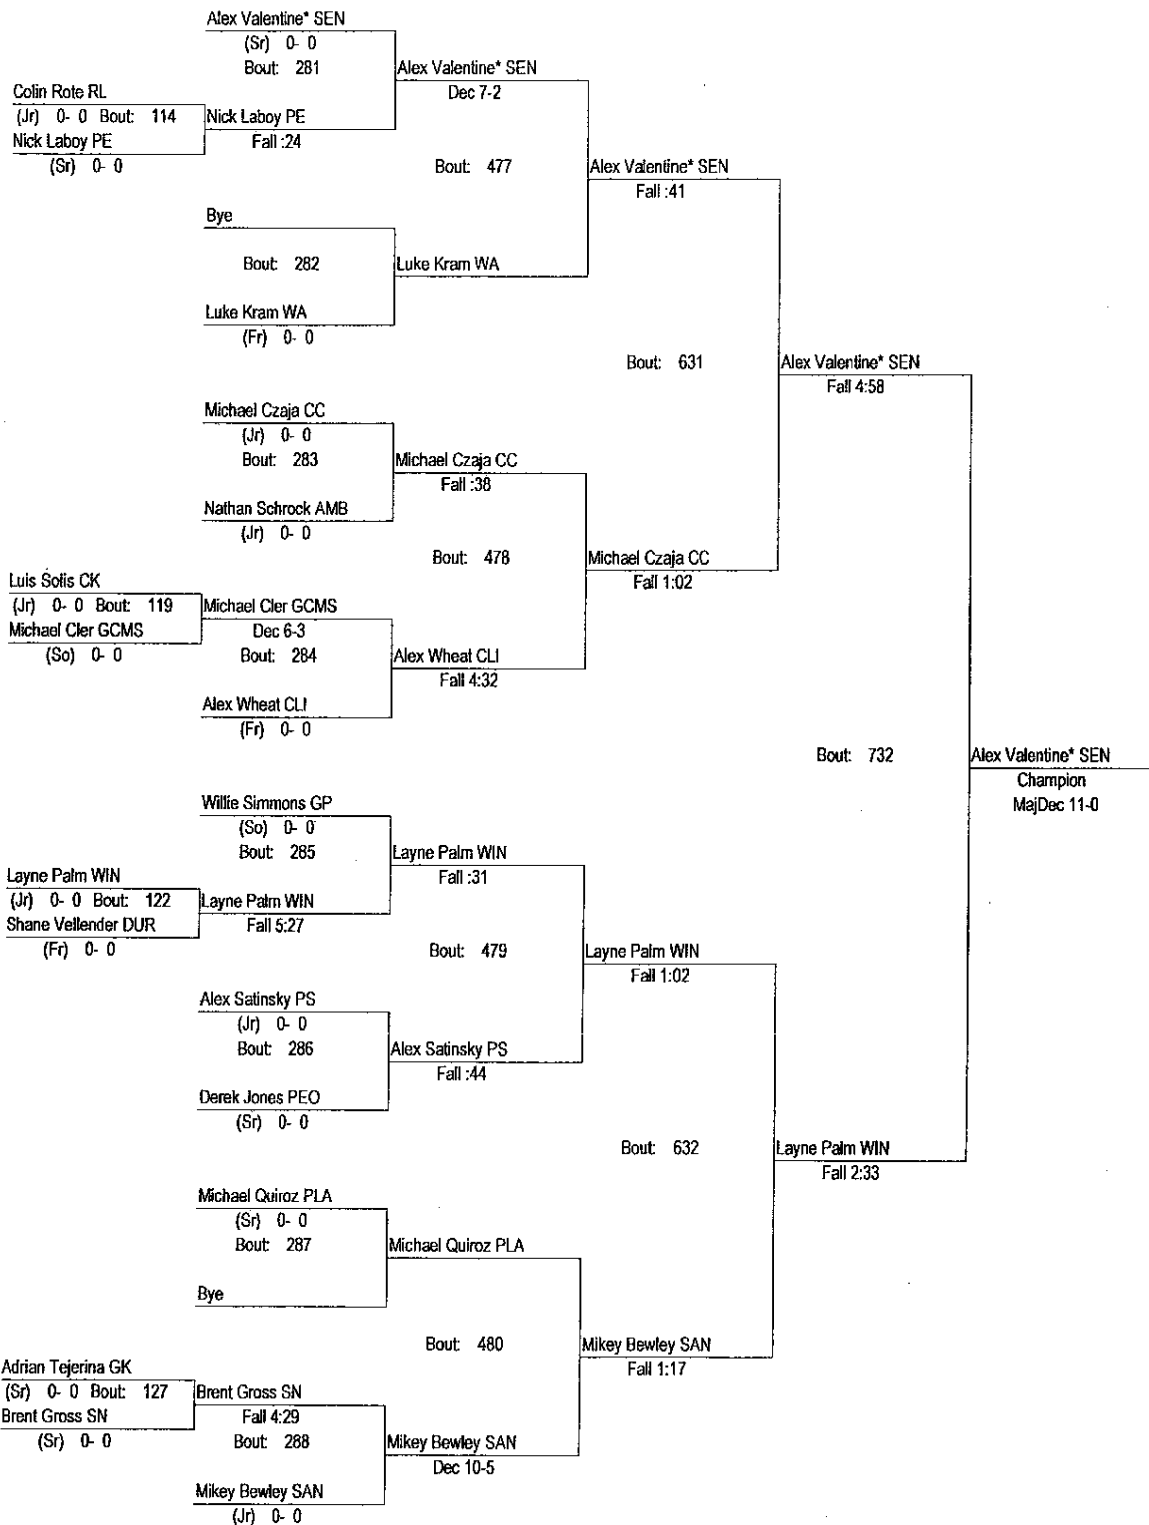 Alex Valentine* SEN
(Sr) 0- 0
Bout: 281
Alex Valentine* SEN
Dec 7-2
Colin Rote RL
(Jr) 0- 0 Bout: 114
Nick Laboy PE
Nick Laboy PE
Fall :24
(Sr) 0- 0
Bout: 477
Alex Valentine* SEN
Fall :41
Bye
Bout: 282
Luke Kram WA
Luke Kram WA
(Fr) 0- 0
Bout: 631
Alex Valentine* SEN
Fall 4:58
Michael Czaja CC
(Jr) 0- 0
Bout: 283
Michael Czaja CC
Fall :38
Nathan Schrock AMB
(Jr) 0- 0
Bout: 478
Michael Czaja CC
Fall 1:02
Luis Solis CK
(Jr) 0- 0 Bout: 119
Michael Cler GCMS
Michael Cler GCMS
Dec 6-3
(So) 0- 0
Bout: 284
Alex Wheat CLI
Fall 4:32
Alex Wheat CLI
(Fr) 0- 0
Bout: 732
Alex Valentine* SEN
Champion
MajDec 11-0
Willie Simmons GP
(So) 0- 0
Bout: 285
Layne Palm WIN
Fall :31
Layne Palm WIN
(Jr) 0- 0 Bout: 122
Layne Palm WIN
Shane Vellender DUR
Fall 5:27
(Fr) 0- 0
Bout: 479
Layne Palm WIN
Fall 1:02
Alex Satinsky PS
(Jr) 0- 0
Bout: 286
Alex Satinsky PS
Fall :44
Derek Jones PEO
(Sr) 0- 0
Bout: 632
Layne Palm WIN
Fall 2:33
Michael Quiroz PLA
(Sr) 0- 0
Bout: 287
Michael Quiroz PLA
Bye
Bout: 480
Mikey Bewley SAN
Fall 1:17
Adrian Tejerina GK
(Sr) 0- 0 Bout: 127
Brent Gross SN
Brent Gross SN
Fall 4:29
(Sr) 0- 0
Bout: 288
Mikey Bewley SAN
Dec 10-5
Mikey Bewley SAN
(Jr) 0- 0